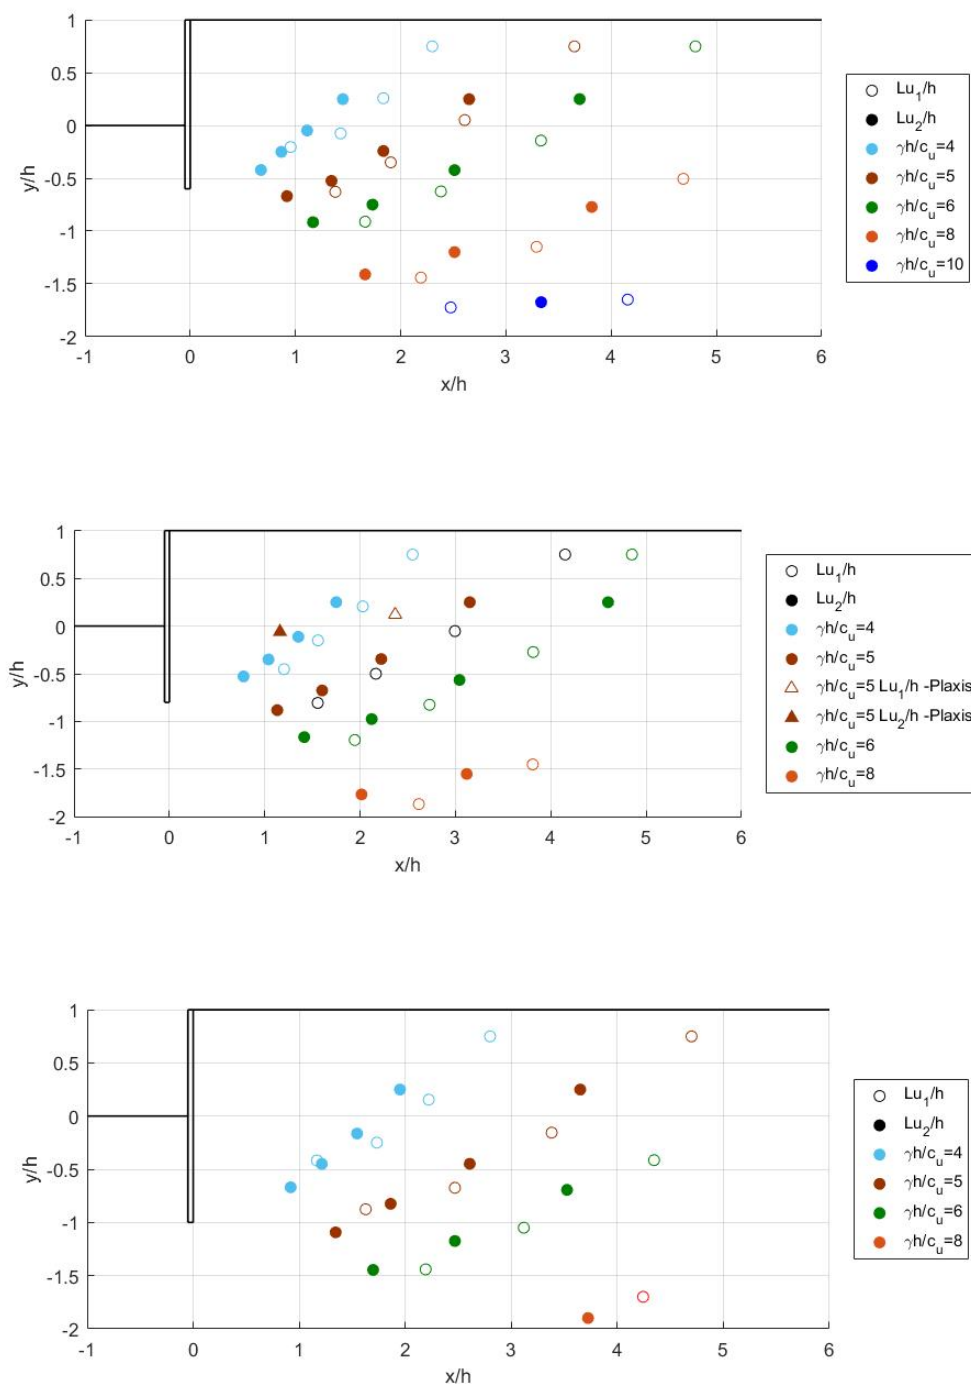 1
0.5
0
-0.5
-1
-1.5
-2
y/h
-1 0 1 2 3 4 5 6
x/h
Lu1/h
Lu2/h
γh/cu=4
γh/cu=5
γh/cu=6
γh/cu=8
γh/cu=10
1
0.5
0
-0.5
-1
-1.5
-2
y/h
-1 0 1 2 3 4 5 6
x/h
Lu1/h
Lu2/h
γh/cu=4
γh/cu=5
γh/cu=5 Lu1/h -Plaxis
γh/cu=5 Lu2/h -Plaxis
γh/cu=6
γh/cu=8
1
0.5
0
-0.5
-1
-1.5
-2
y/h
-1 0 1 2 3 4 5 6
x/h
Lu1/h
Lu2/h
γh/cu=4
γh/cu=5
γh/cu=6
γh/cu=8